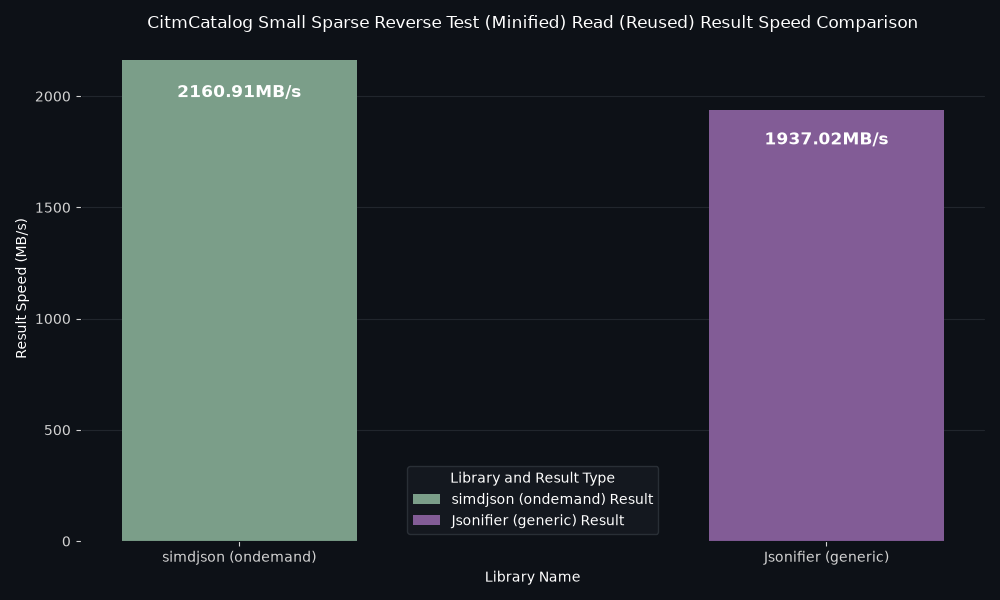 CitmCatalog Small Sparse Reverse Test (Minified) Read (Reused) Result Speed Comparison
2160.91MB/s
1937.02MB/s
2000
1500
1000
500
0
Result Speed (MB/s)
Library and Result Type
simdjson (ondemand) Result
Jsonifier (generic) Result
simdjson (ondemand)
Jsonifier (generic)
Library Name